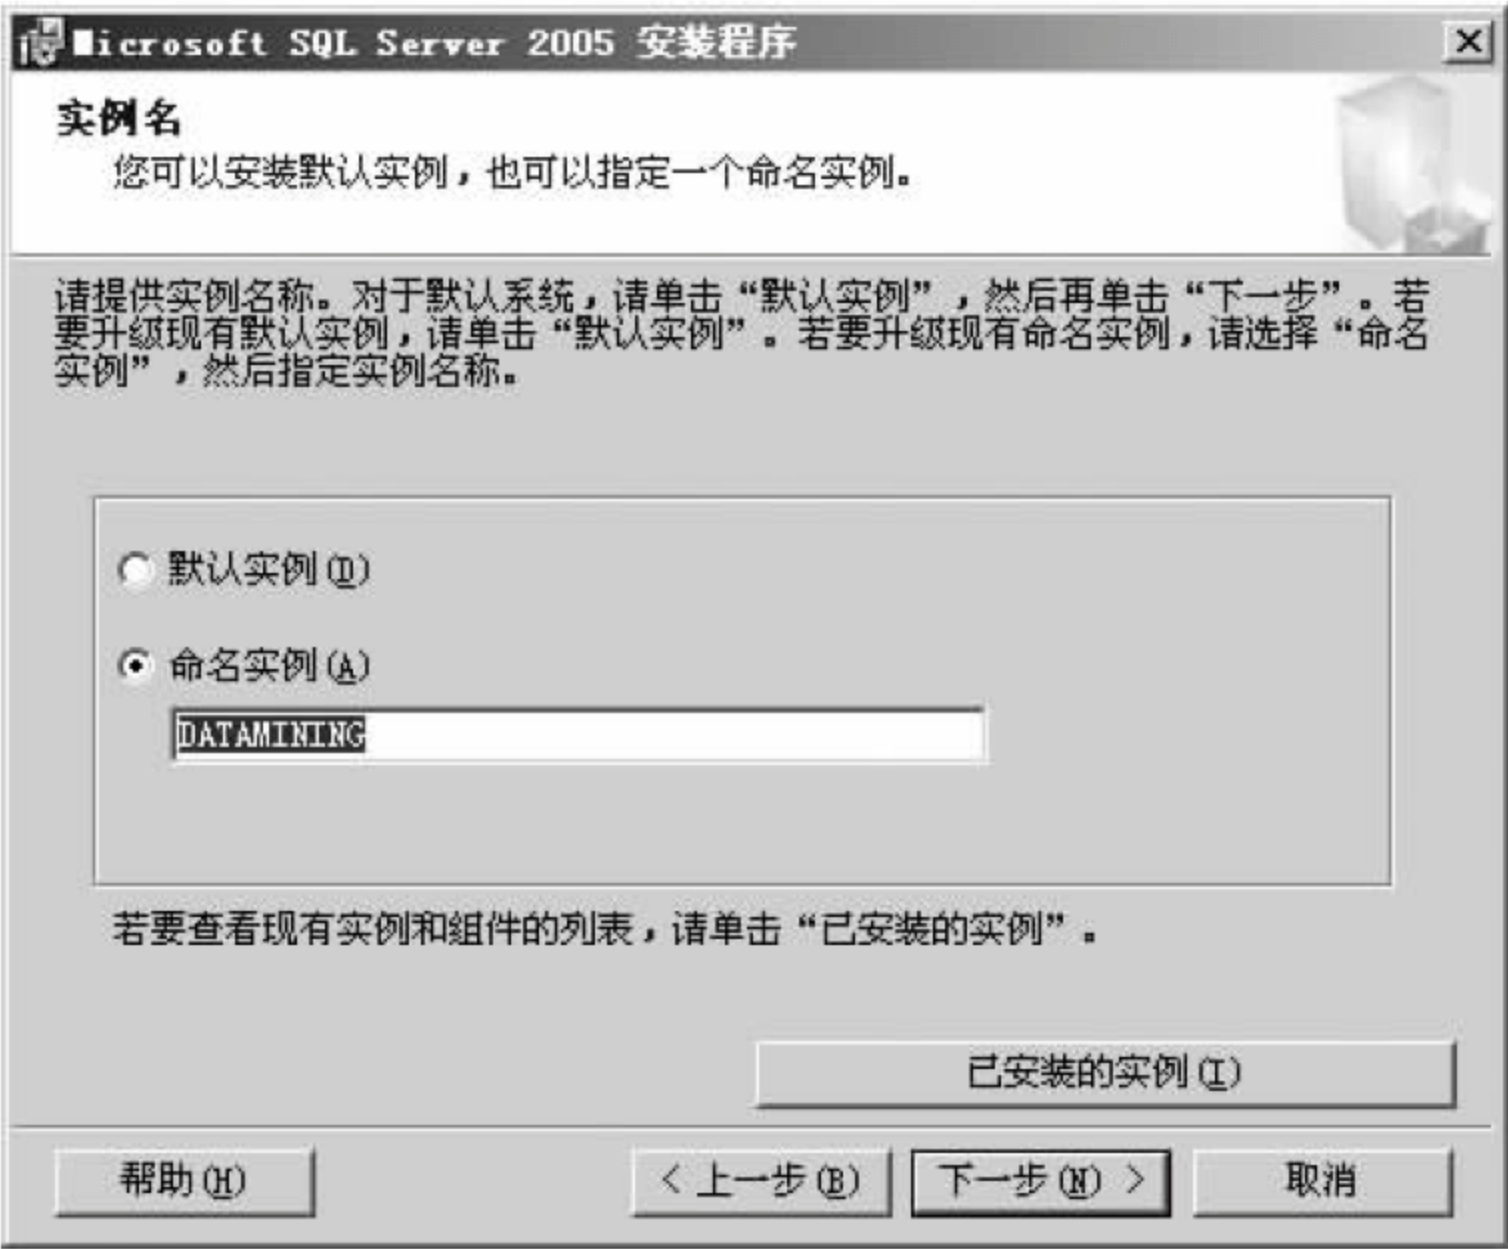 Microsoft SQL Server 2005 安装程序
实例名
您可以安装默认实例，也可以指定一个命名实例。
请提供实例名称。对于默认系统，请单击“默认实例”，然后再单击“下一步”。若
要升级现有默认实例，请单击“默认实例”。若要升级现有命名实例，请选择“命名
实例”，然后指定实例名称。
默认实例(D)
命名实例(A)
DATAMINING
若要查看现有实例和组件的列表，请单击“已安装的实例”。
已安装的实例(I)
帮助(H)
< 上一步(B)
下一步(N) >
取消